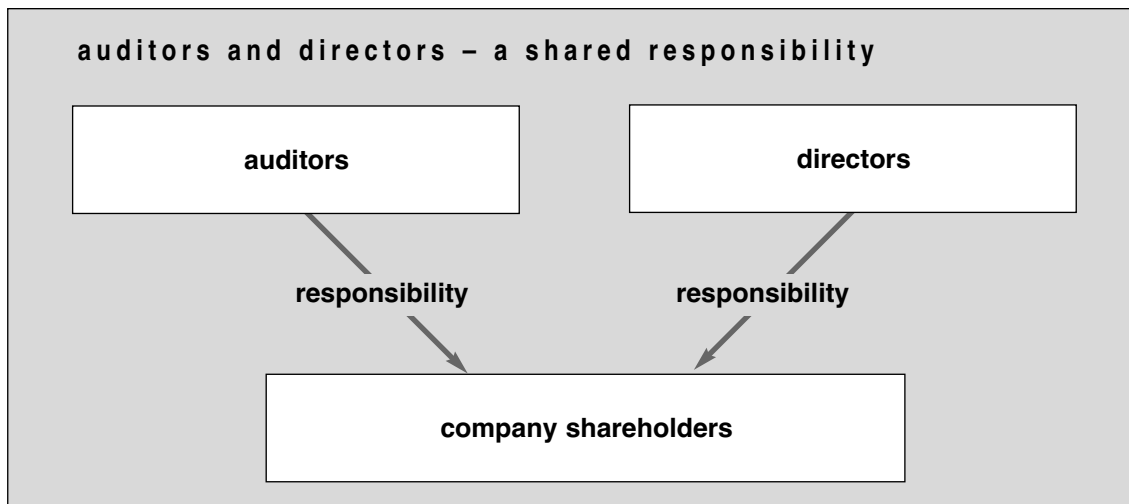 auditors and directors – a shared responsibility
auditors
directors
responsibility
responsibility
company shareholders